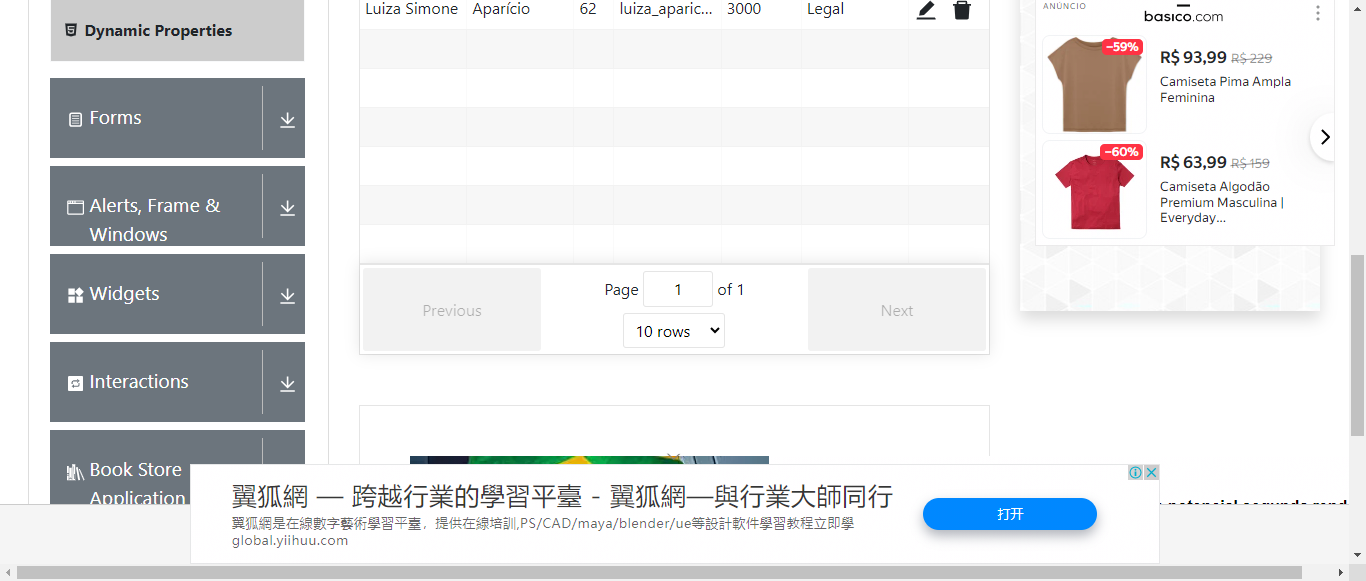 Dynamic Properties
Forms
Alerts, Frame &
Windows
Widgets
Interactions
Book Store
Application
Luiza Simone Aparício 62 luiza_aparic... 3000 Legal
Previous
Page 1 of 1
10 rows
Next
ANÚNCIO
basico.com
−59%
R$ 93,99 R$ 229
Camiseta Pima Ampla
Feminina
−60%
R$ 63,99 R$ 159
Camiseta Algodão
Premium Masculina |
Everyday...
翼狐網 — 跨越行業的學習平臺 - 翼狐網—與行業大師同行
翼狐網是在線數字藝術學習平臺，提供在線培訓,PS/CAD/maya/blender/ue等設計軟件學習教程立即學
global.yiihuu.com
打开